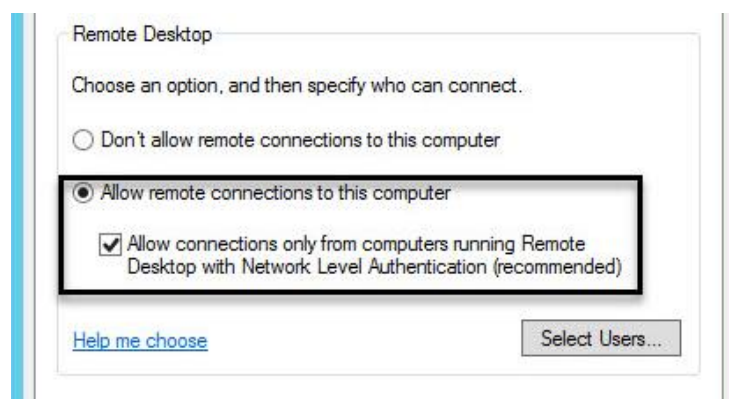 Remote Desktop
Choose an option, and then specify who can connect.
Don't allow remote connections to this computer
Allow remote connections to this computer
Allow connections only from computers running Remote
Desktop with Network Level Authentication (recommended)
Help me choose
Select Users...